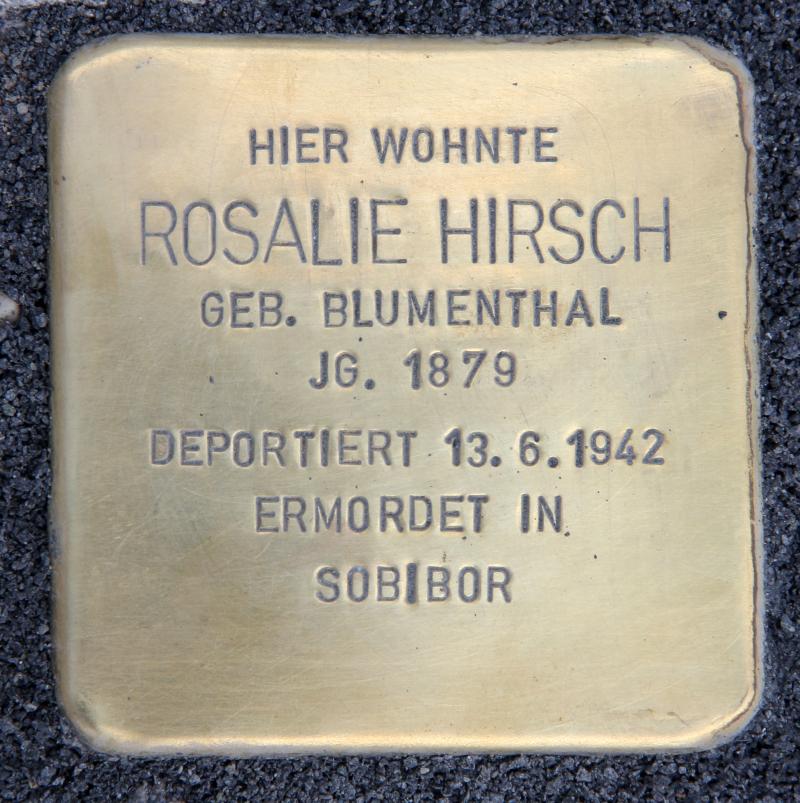 HIER WOHNTE
ROSALIE HIRSCH
GEB. BLUMENTHAL
JG. 1879
DEPORTIERT 13.6.1942
ERMORDET IN
SOBIBOR